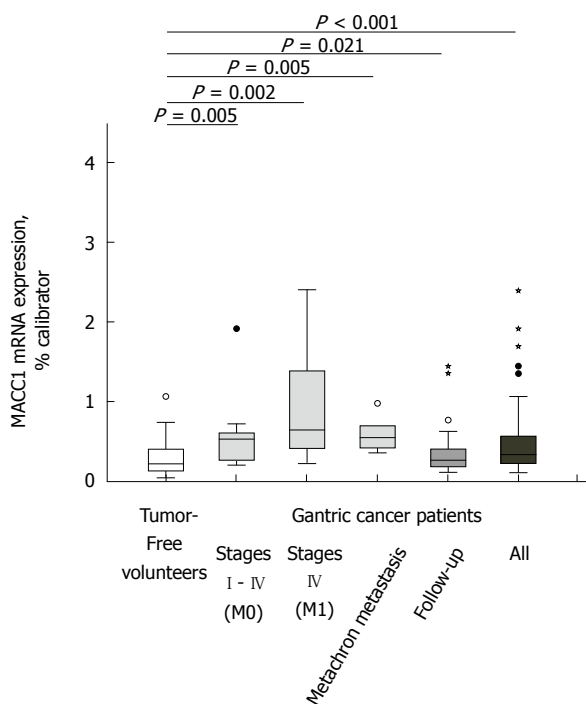 P < 0.001
P = 0.021
P = 0.005
P = 0.002
P = 0.005
4
3
2
1
0
MACC1 mRNA expression,
% calibrator
Tumor-
Free
volunteers
Gantric cancer patients
Stages
I - IV
(M0)
Stages
IV
(M1)
Metachron metastasis
Follow-up
All